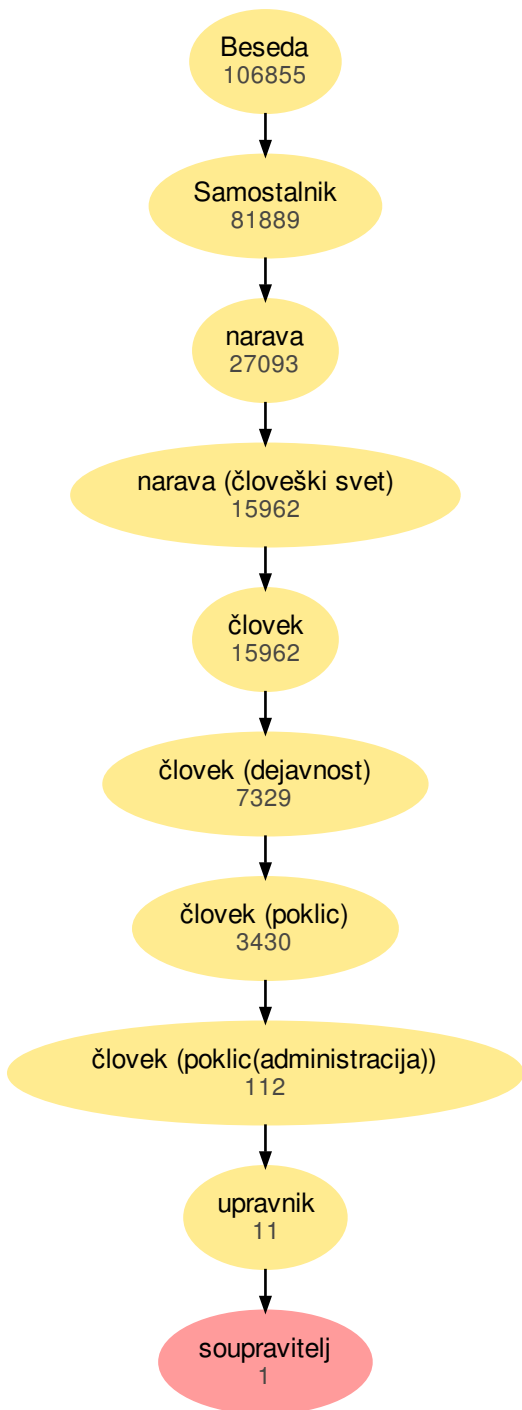 Beseda
106855
Samostalnik
81889
narava
27093
narava (človeški svet)
15962
človek
15962
človek (dejavnost)
7329
človek (poklic)
3430
človek (poklic(administracija))
112
upravnik
11
soupravitelj
1